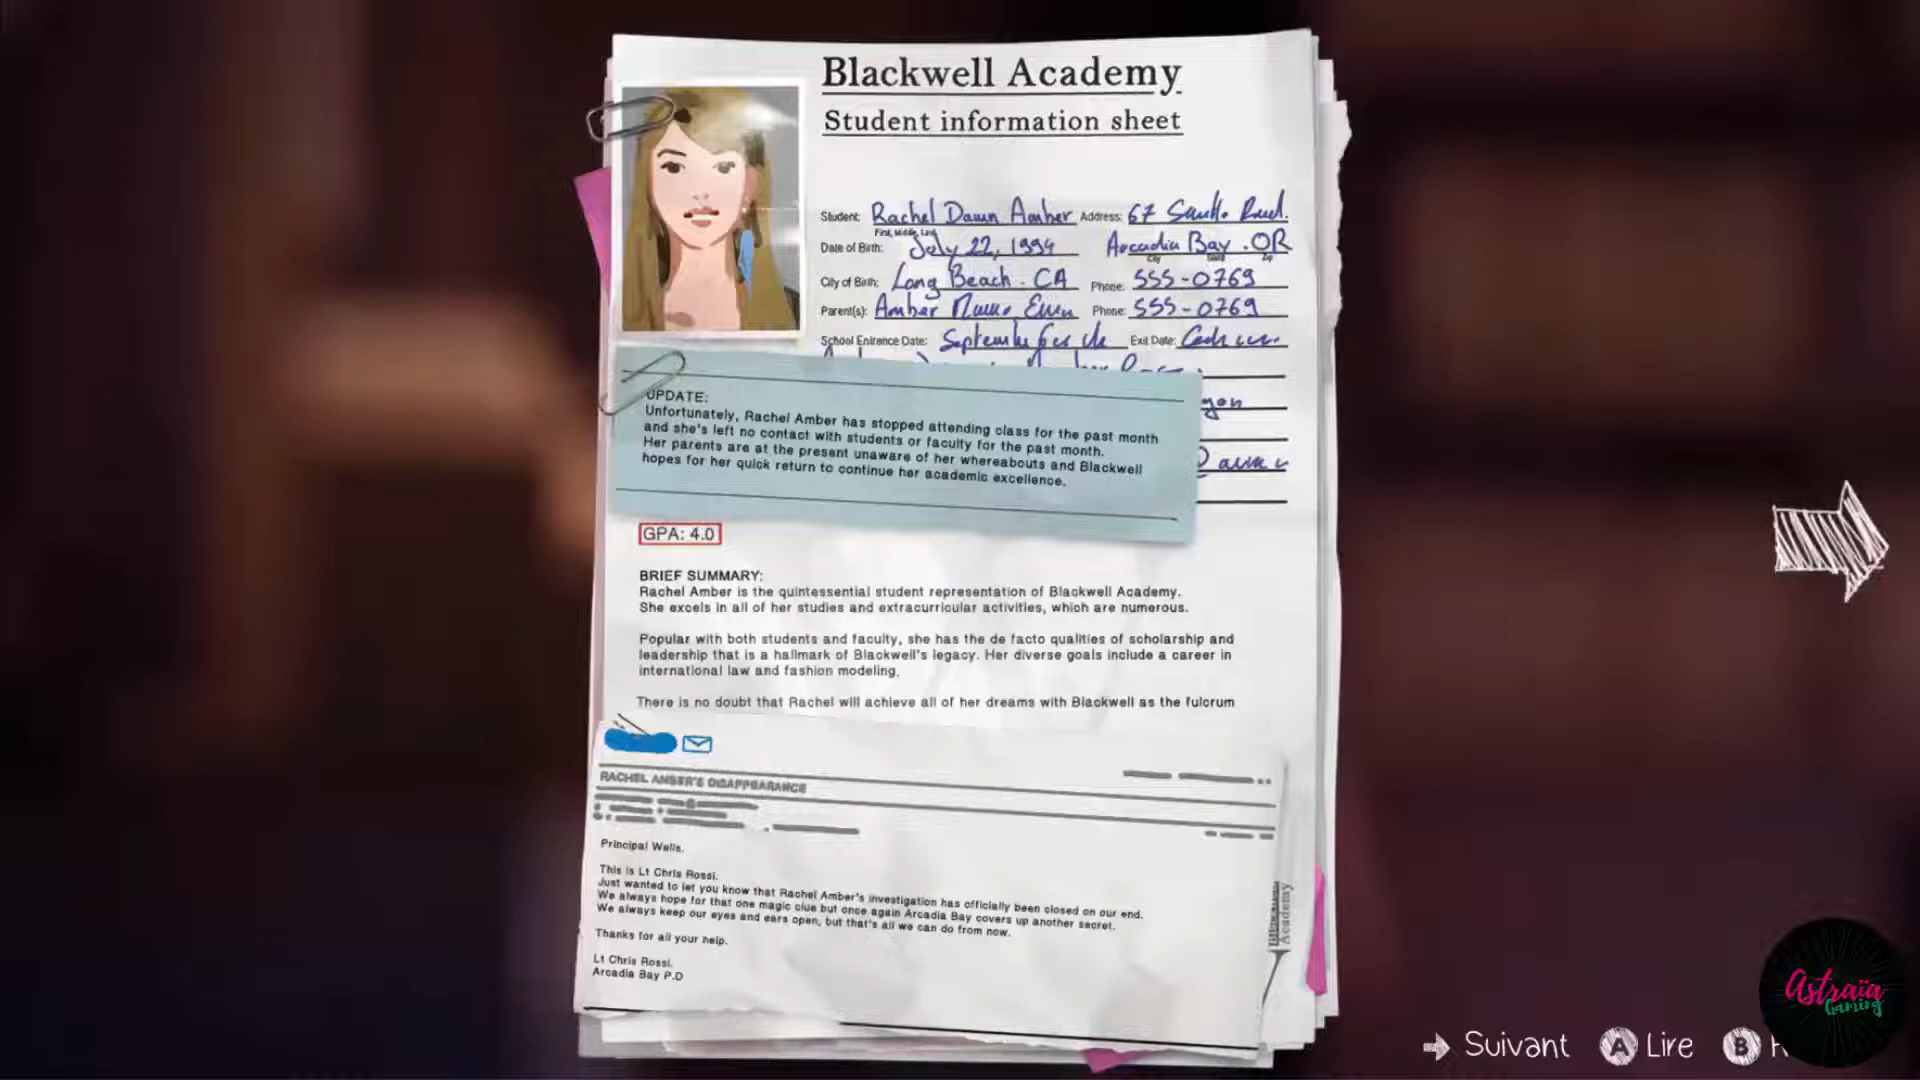 Blackwell Academy
Student information sheet
Student: Rachel Dawn Amber Address: 67
First, Middle, Last
Date of Birth: July 22, 1994 Arcadia Bay . OR
City State Zip
City of Birth: Long Beach . CA Phone: 555-0769
Parent(s): Amber Phone: 555-0769
School Entrance Date: Exit Date:
UPDATE:
Unfortunately, Rachel Amber has stopped attending class for the past month
and she's left no contact with students or faculty for the past month.
Her parents are at the present unaware of her whereabouts and Blackwell
hopes for her quick return to continue her academic excellence.
GPA: 4.0
BRIEF SUMMARY:
Rachel Amber is the quintessential student representation of Blackwell Academy.
She excels in all of her studies and extracurricular activities, which are numerous.
Popular with both students and faculty, she has the de facto qualities of scholarship and
leadership that is a hallmark of Blackwell's legacy. Her diverse goals include a career in
international law and fashion modeling.
There is no doubt that Rachel will achieve all of her dreams with Blackwell as the fulcrum
RACHEL AMBER'S DISAPPEARANCE
Principal Wells.
This is Lt Chris Rossi.
Just wanted to let you know that Rachel Amber's investigation has officially been closed on our end.
We always hope for that one magic clue but once again Arcadia Bay covers up another secret.
We always keep our eyes and ears open, but that's all we can do from now.
Thanks for all your help.
Lt Chris Rossi.
Arcadia Bay P.D
Academy
Suivant A Lire B
Astraïa
Gaming